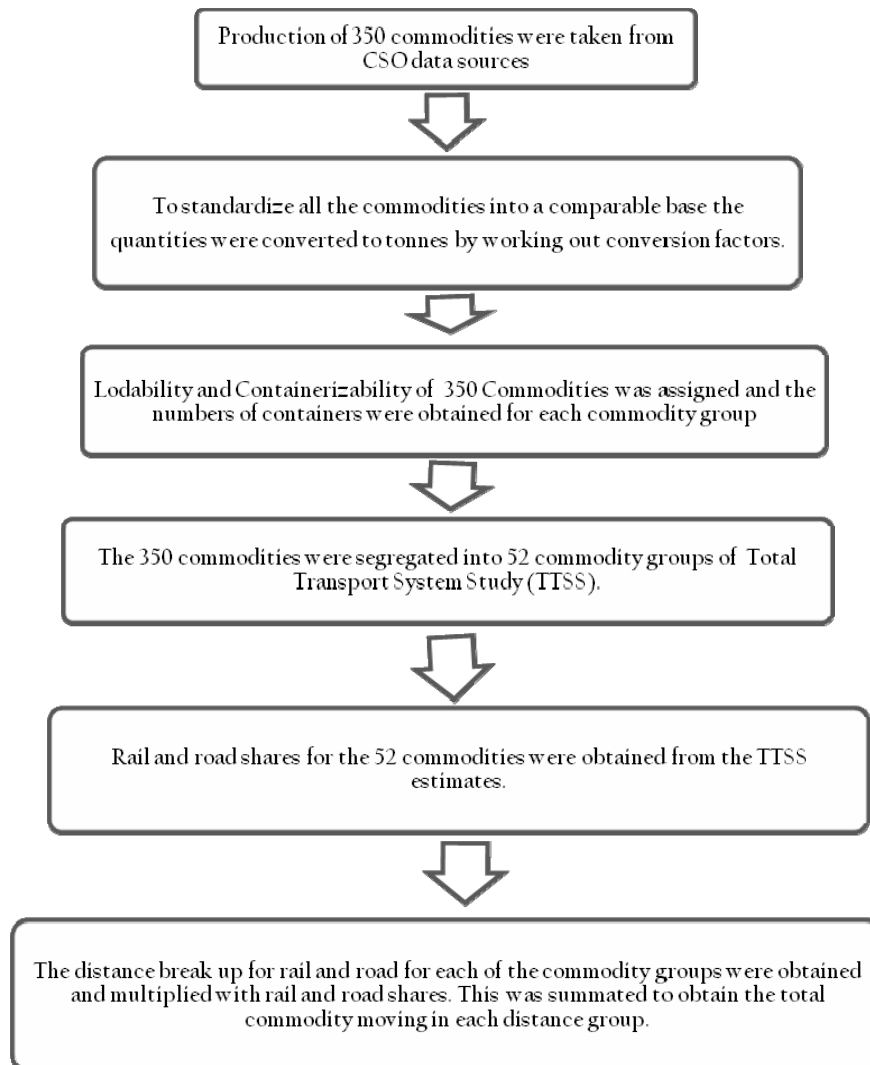 Production of 350 commodities were taken from
CSO data sources
To standardize all the commodities into a comparable base the
quantities were converted to tonnes by working out conversion factors.
Lodability and Containerizability of 350 Commodities was assigned and the
numbers of containers were obtained for each commodity group
The 350 commodities were segregated into 52 commodity groups of Total
Transport System Study (TTSS).
Rail and road shares for the 52 commodities were obtained from the TTSS
estimates.
The distance break up for rail and road for each of the commodity groups were obtained
and multiplied with rail and road shares. This was summated to obtain the total
commodity moving in each distance group.